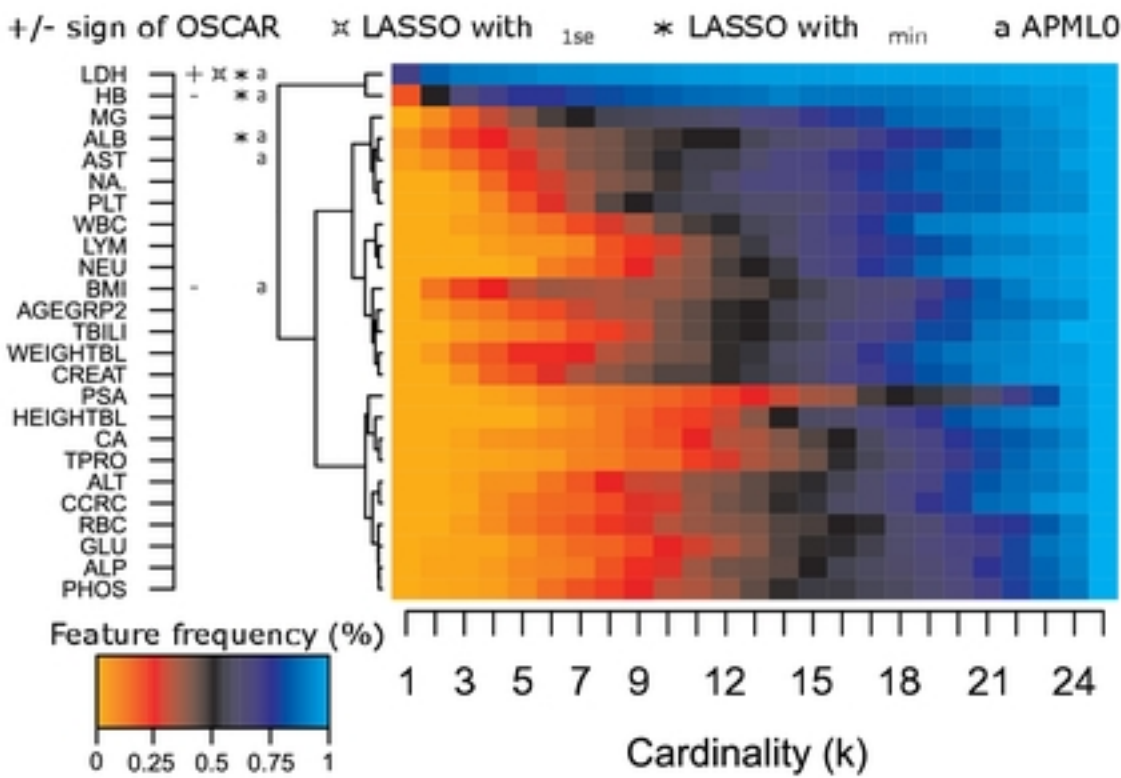 +/- sign of OSCAR ¤ LASSO with 1se * LASSO with min a APML0
LDH + ¤ * a
HB - * a
MG
ALB * a
AST a
NA.
PLT
WBC
LYM
NEU
BMI - a
AGEGRP2
TBILI
WEIGHTBL
CREAT
PSA
HEIGHTBL
CA
TPRO
ALT
CCRC
RBC
GLU
ALP
PHOS
Feature frequency (%)
0 0.25 0.5 0.75 1
1 3 5 7 9 12 15 18 21 24
Cardinality (k)